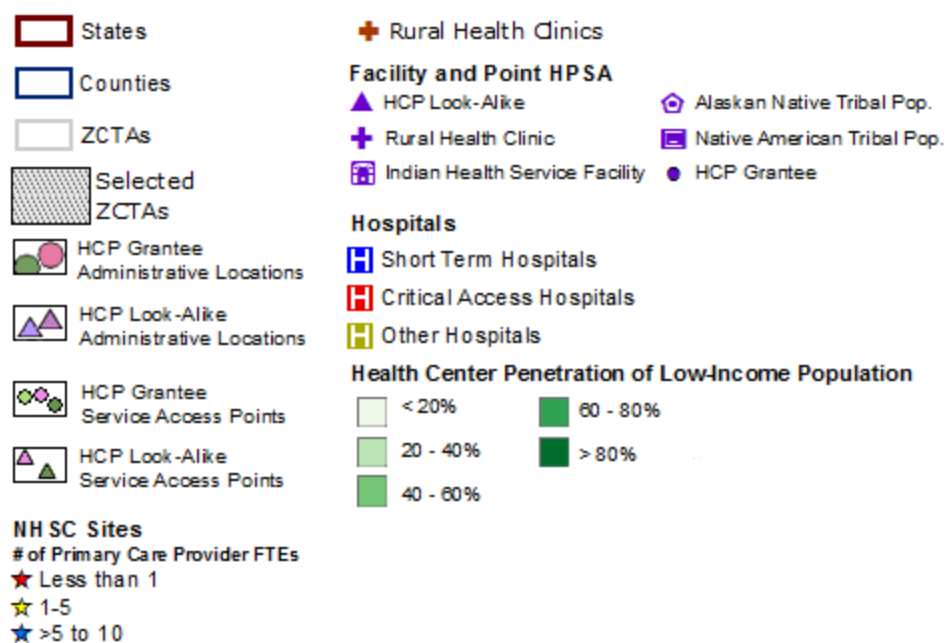 States
Counties
ZCTAs
Selected
ZCTAs
HCP Grantee
Administrative Locations
HCP Look-Alike
Administrative Locations
HCP Grantee
Service Access Points
HCP Look-Alike
Service Access Points
NHSC Sites
# of Primary Care Provider FTEs
Less than 1
1-5
>5 to 10
Rural Health Clinics
Facility and Point HPSA
HCP Look-Alike
Rural Health Clinic
Indian Health Service Facility
Alaskan Native Tribal Pop.
Native American Tribal Pop.
HCP Grantee
Hospitals
H Short Term Hospitals
H Critical Access Hospitals
H Other Hospitals
Health Center Penetration of Low-Income Population
< 20%
20 - 40%
40 - 60%
60 - 80%
> 80%